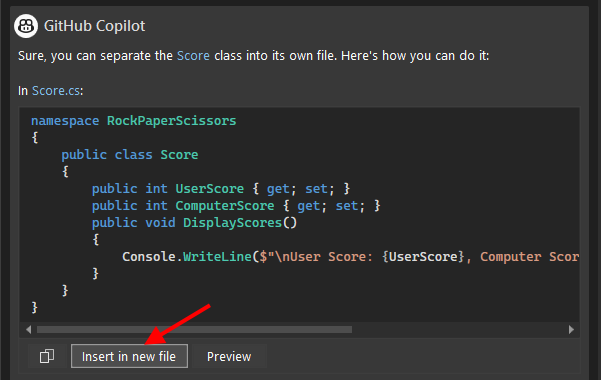 GitHub Copilot
Sure, you can separate the Score class into its own file. Here's how you can do it:
In Score.cs:
namespace RockPaperScissors
{
    public class Score
    {
        public int UserScore { get; set; }
        public int ComputerScore { get; set; }
        public void DisplayScores()
        {
            Console.WriteLine($"\nUser Score: {UserScore}, Computer Scor
        }
    }
}
Insert in new file Preview